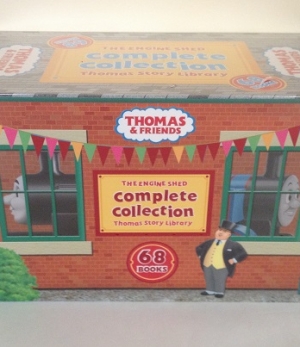 THE ENGINE SHED
complete
collection
Thomas Story Library
THOMAS
& FRIENDS
THE ENGINE SHED
complete
collection
Thomas Story Library
68
BOOKS